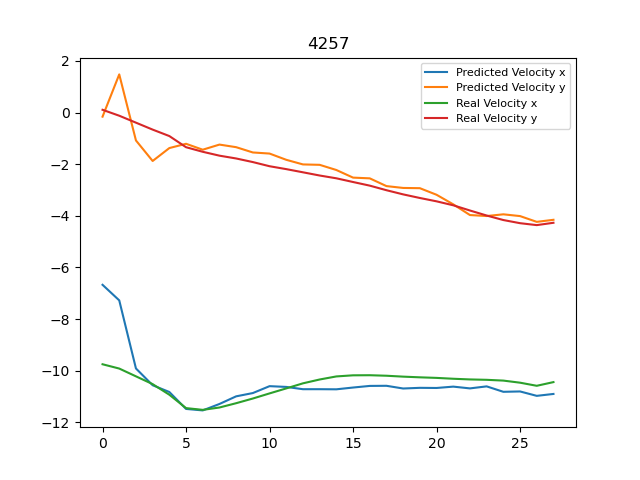 4257
Predicted Velocity x
Predicted Velocity y
Real Velocity x
Real Velocity y
2
0
−2
−4
−6
−8
−10
−12
0 5 10 15 20 25